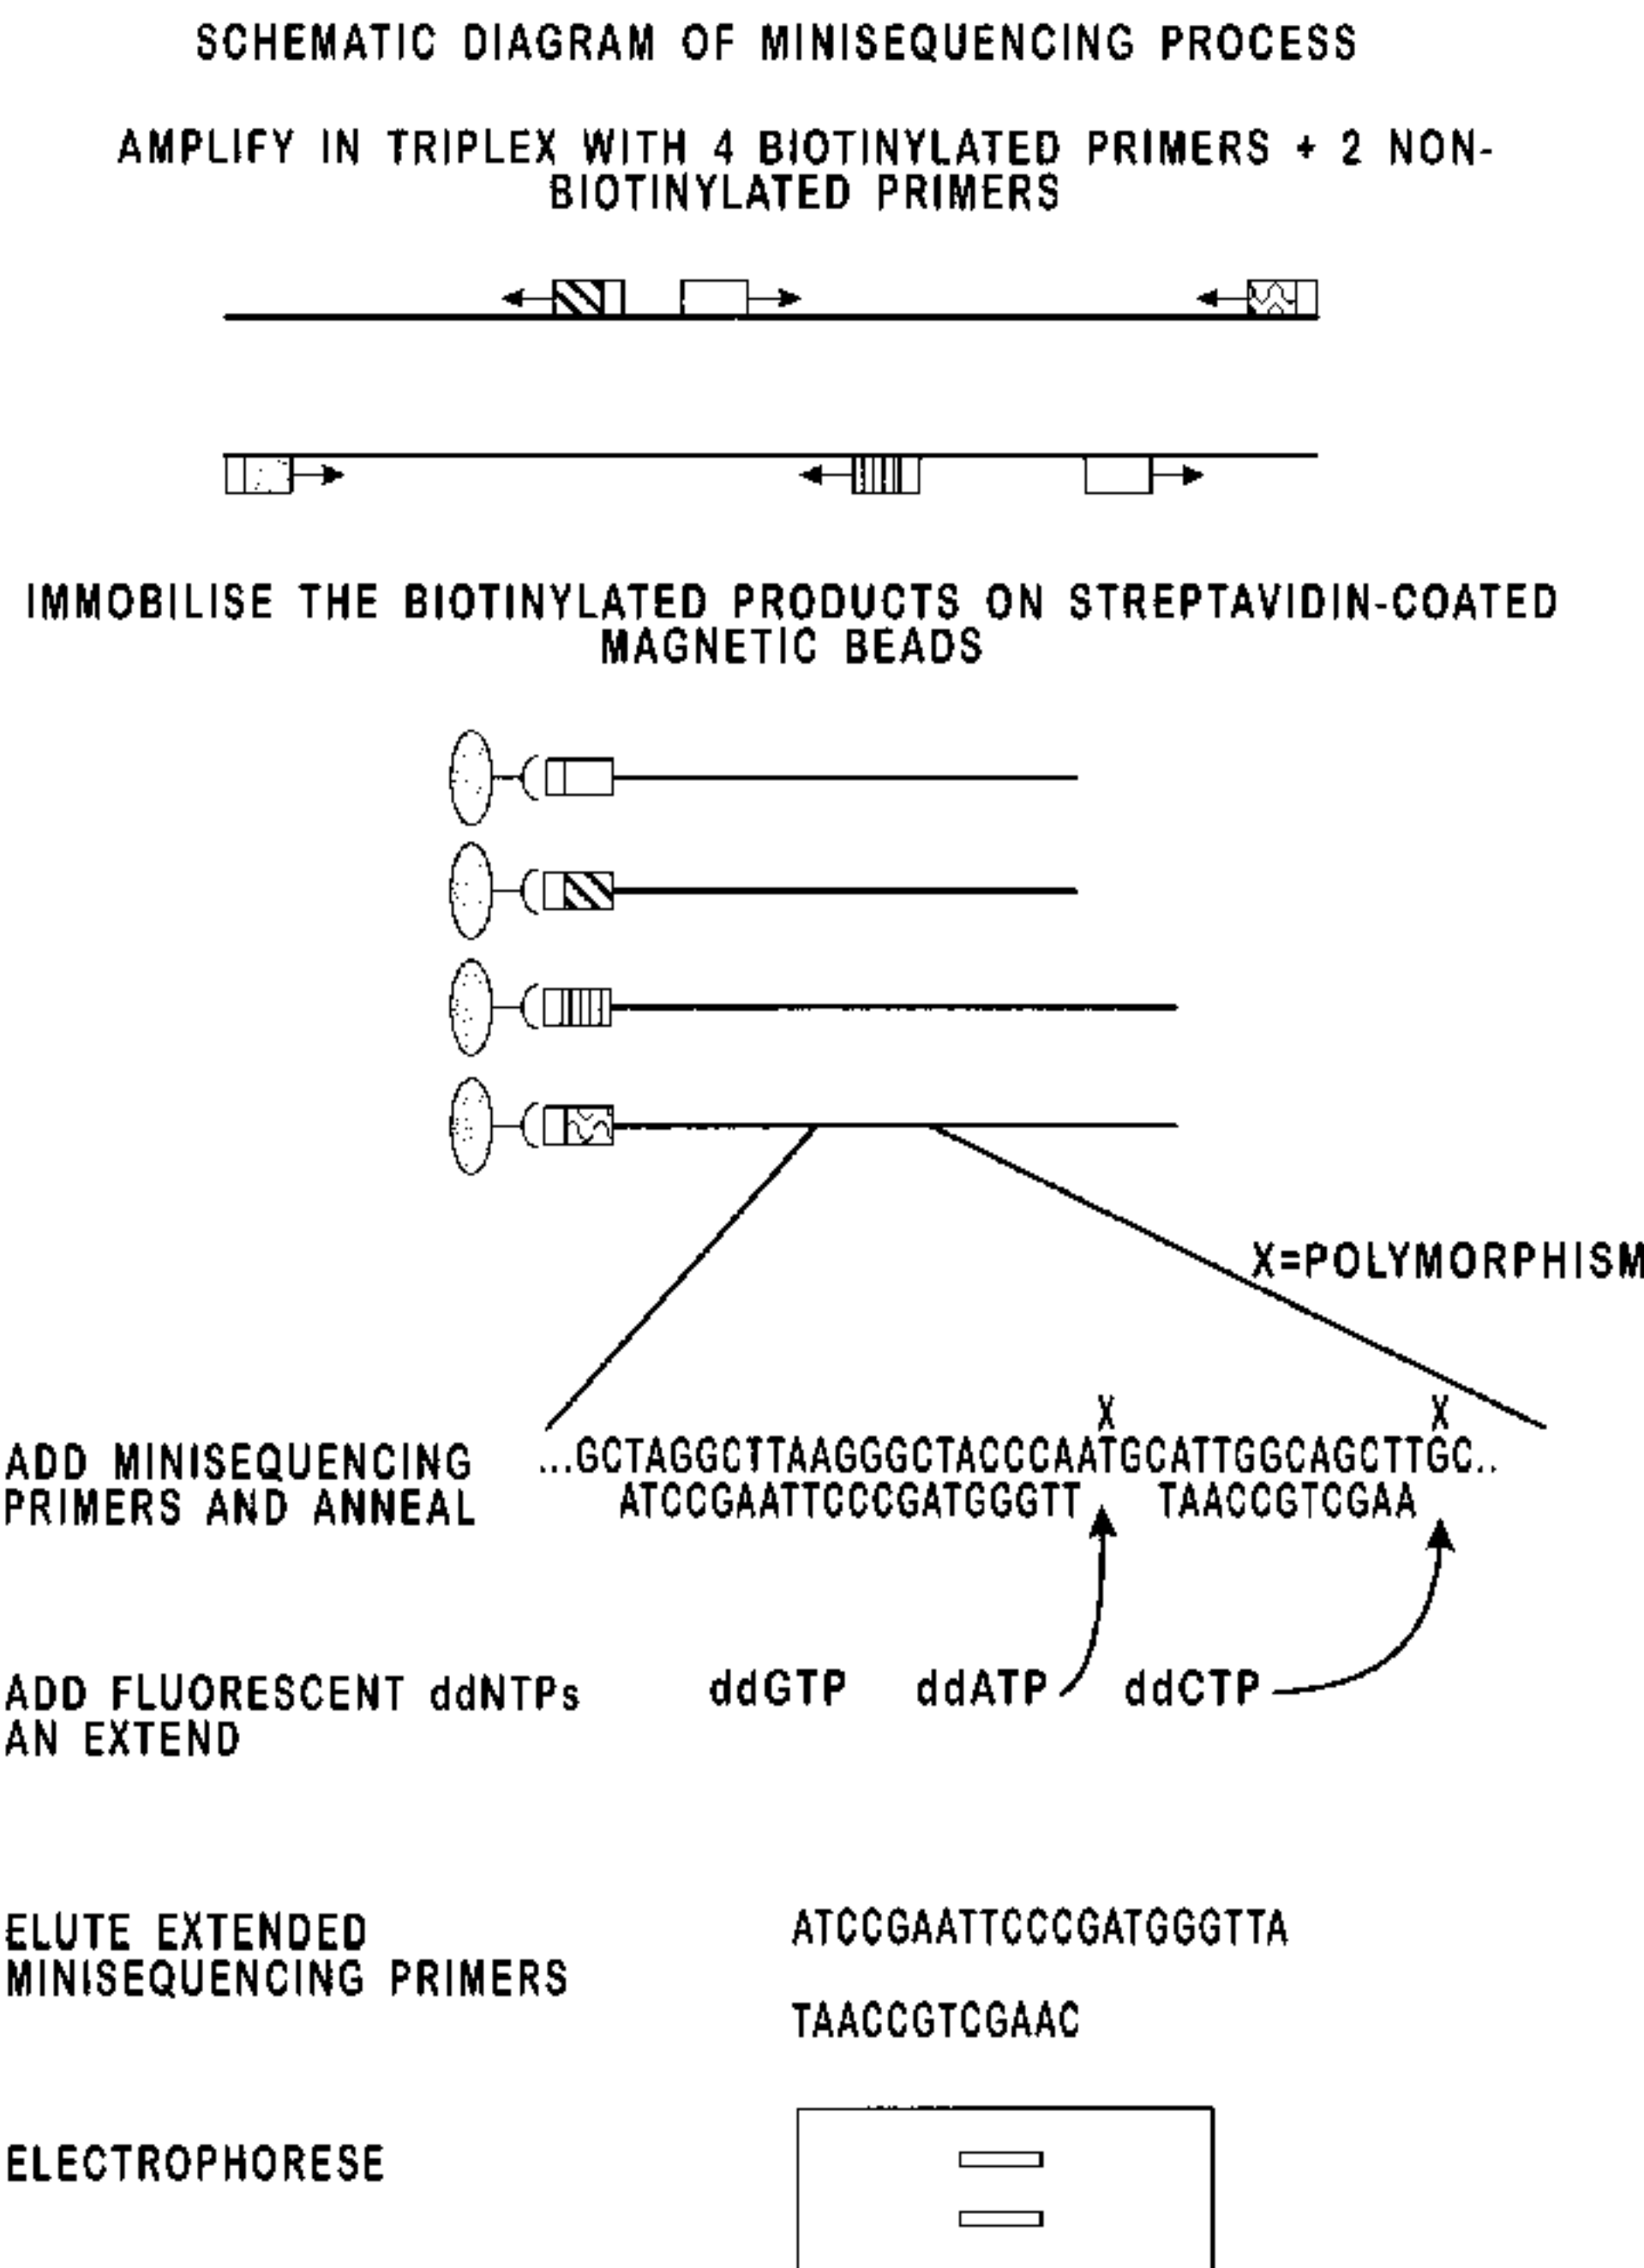 SCHEMATIC DIAGRAM OF MINISEQUENCING PROCESS
AMPLIFY IN TRIPLEX WITH 4 BIOTINYLATED PRIMERS + 2 NON-
BIOTINYLATED PRIMERS
IMMOBILISE THE BIOTINYLATED PRODUCTS ON STREPTAVIDIN-COATED
MAGNETIC BEADS
X=POLYMORPHISM
X X
ADD MINISEQUENCING ...GCTAGGCTTAAGGGCTACCCAATGCATTGGCAGCTTGC..
PRIMERS AND ANNEAL ATCCGAATTCCCGATGGGTT TAACCGTCGAA
ADD FLUORESCENT ddNTPs ddGTP ddATP ddCTP
AN EXTEND
ELUTE EXTENDED ATCCGAATTCCCGATGGGTTA
MINISEQUENCING PRIMERS
TAACCGTCGAAC
ELECTROPHORESE